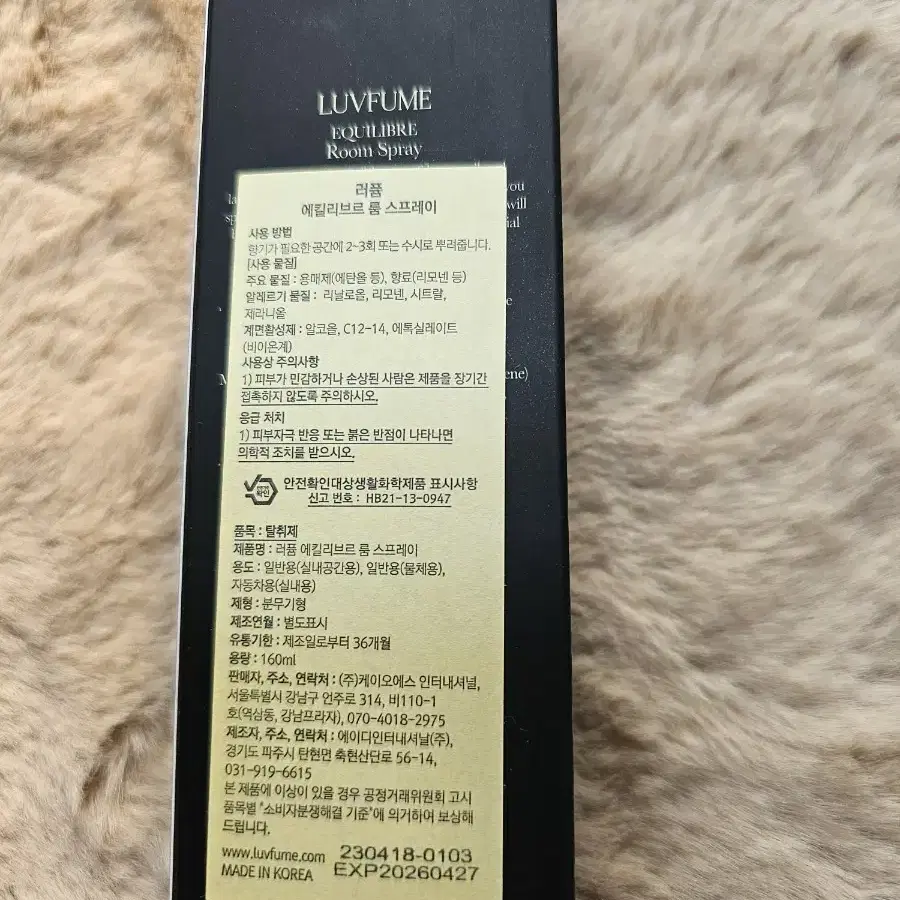 LUVFUME
EQUILIBRE
Room Spray
you
will
ial
러퓸
에킬리브르 룸 스프레이
사용 방법
향기가 필요한 공간에 2~3회 또는 수시로 뿌려줍니다.
[사용 물질]
주요 물질 : 용매제(에탄올 등), 향료(리모넨 등)
알레르기 물질 : 리날로올, 리모넨, 시트랄,
제라니올
계면활성제 : 알코올, C12-14, 에톡실레이트
(비이온계)
사용상 주의사항
1) 피부가 민감하거나 손상된 사람은 제품을 장기간
접촉하지 않도록 주의하시오.
ene)
응급 처치
1) 피부자극 반응 또는 붉은 반점이 나타나면
의학적 조치를 받으시오.
안전확인대상생활화학제품 표시사항
신고 번호 : HB21-13-0947
품목 : 탈취제
제품명 : 러퓸 에킬리브르 룸 스프레이
용도 : 일반용(실내공간용), 일반용(물체용),
자동차용(실내용)
제형 : 분무기형
제조연월 : 별도표시
유통기한 : 제조일로부터 36개월
용량 : 160ml
판매자, 주소, 연락처 : (주)케이오에스 인터내셔널,
서울특별시 강남구 언주로 314, 비110-1
호(역삼동, 강남프라자), 070-4018-2975
제조자, 주소, 연락처 : 에이디인터내셔날(주),
경기도 파주시 탄현면 축현산단로 56-14,
031-919-6615
본 제품에 이상이 있을 경우 공정거래위원회 고시
품목별 "소비자분쟁해결 기준"에 의거하여 보상해
드립니다.
www.luvfume.com 230418-0103
MADE IN KOREA EXP20260427